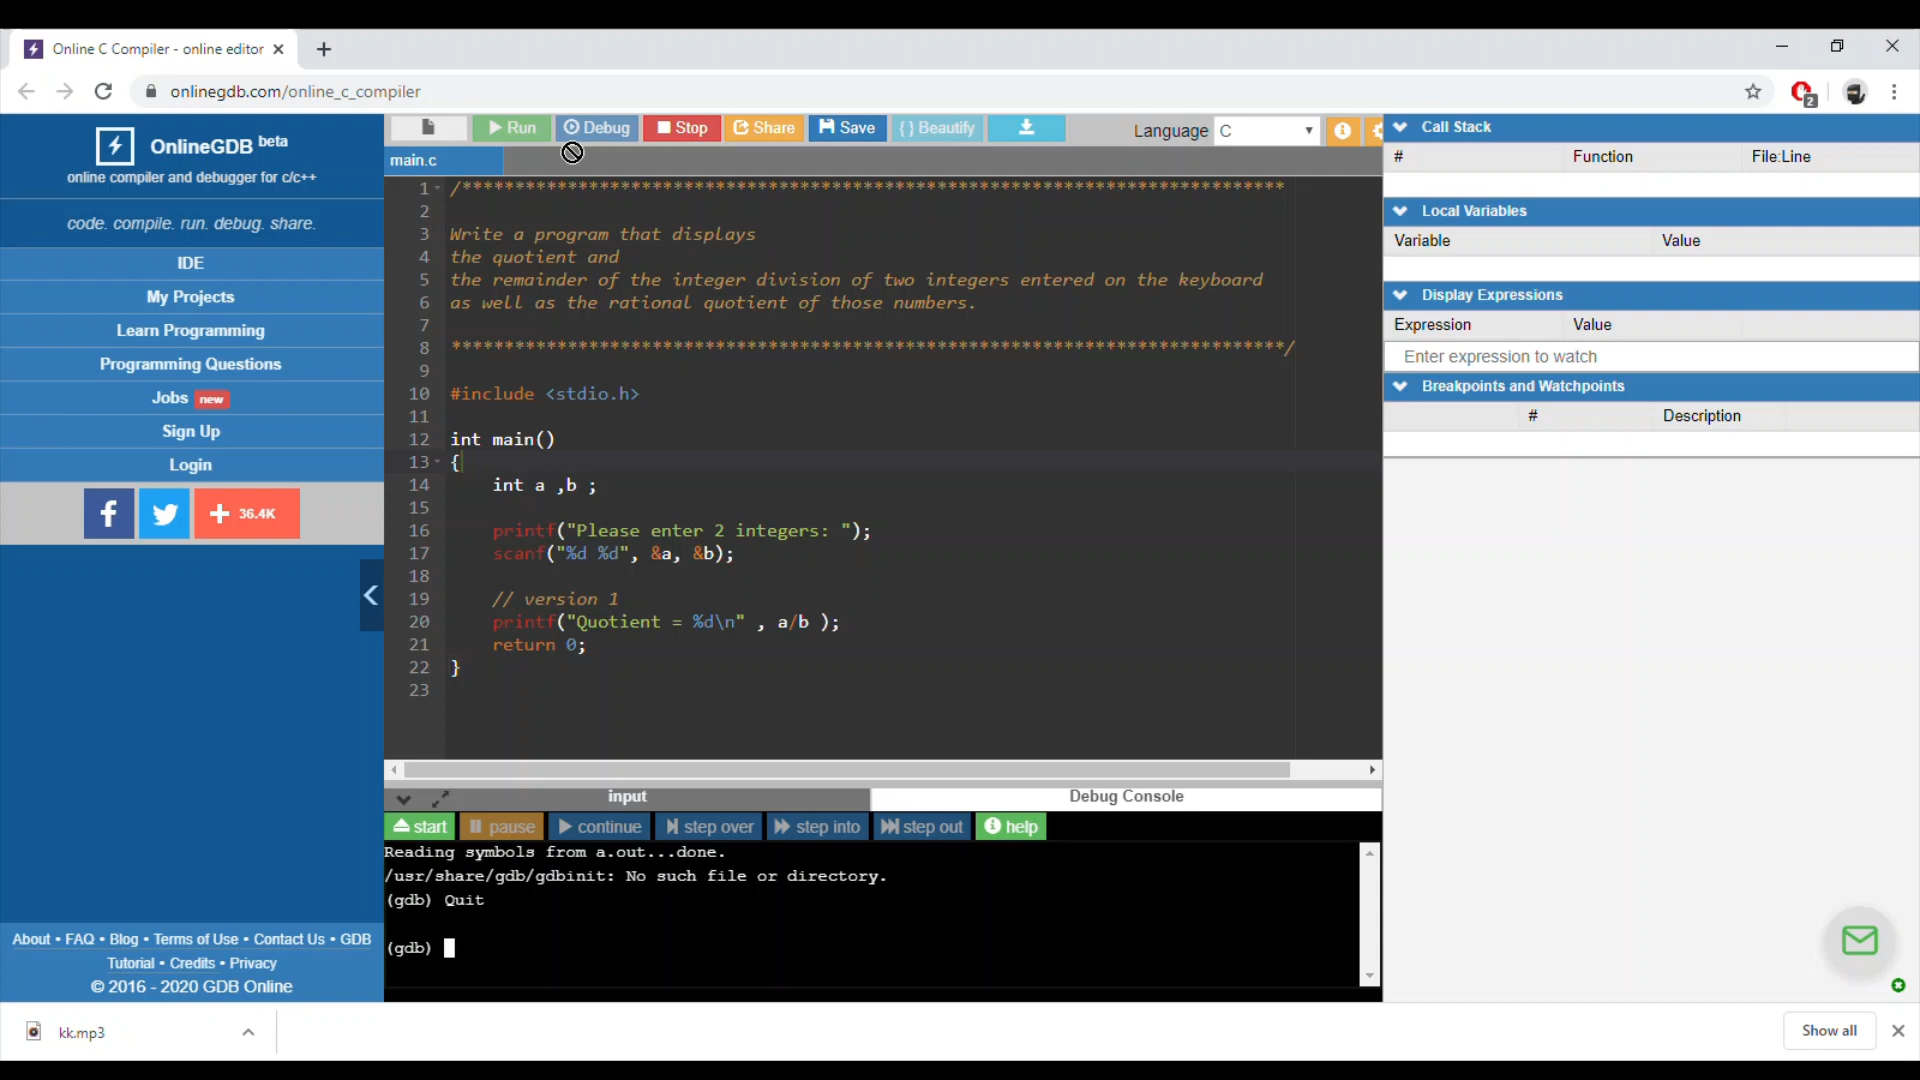 Online C Compiler - online editor
onlinegdb.com/online_c_compiler
2
OnlineGDB beta
online compiler and debugger for c/c++
code. compile. run. debug. share.
IDE
My Projects
Learn Programming
Programming Questions
Jobs new
Sign Up
Login
f
+ 36.4K
About • FAQ • Blog • Terms of Use • Contact Us • GDB
Tutorial • Credits • Privacy
© 2016 - 2020 GDB Online
Run Debug Stop Share Save {} Beautify
Language C
main.c
1 /******************************************************************************
2
3 Write a program that displays
4 the quotient and
5 the remainder of the integer division of two integers entered on the keyboard
6 as well as the rational quotient of those numbers.
7
8 *******************************************************************************/
9
10 #include <stdio.h>
11
12 int main()
13 {
14 int a ,b ;
15
16 printf("Please enter 2 integers: ");
17 scanf("%d %d", &a, &b);
18
19 // version 1
20 printf("Quotient = %d\n" , a/b );
21 return 0;
22 }
23
input
Debug Console
start pause continue step over step into step out help
Reading symbols from a.out...done.
/usr/share/gdb/gdbinit: No such file or directory.
(gdb) Quit
(gdb)
Call Stack
# Function File:Line
Local Variables
Variable Value
Display Expressions
Expression Value
Enter expression to watch
Breakpoints and Watchpoints
# Description
kk.mp3
Show all